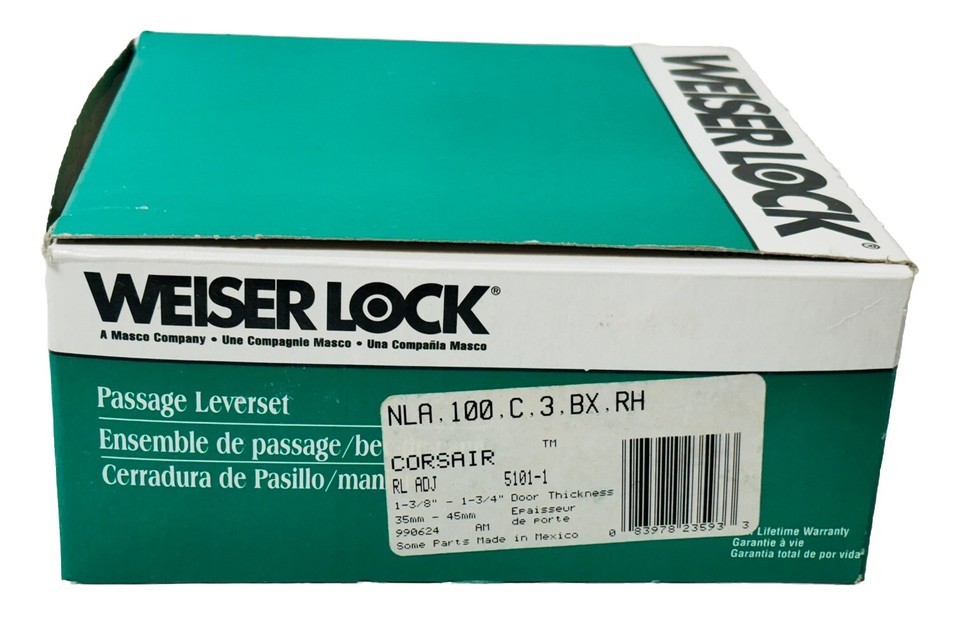 WEISER LOCK®
WEISER LOCK®
A Masco Company • Une Compagnie Masco • Una Compañia Masco
Passage Leverset
Ensemble de passage/be
Cerradura de Pasillo/man
NLA.100.C.3.BX.RH
CORSAIR™
RL ADJ 5101-1
1-3/8" - 1-3/4" Door Thickness
35mm - 45mm Epaisseur
de porte
990624 AM
Some Parts Made in Mexico
0 83978 23593 3
Lifetime Warranty
Garantie à vie
Garantia total de por vida